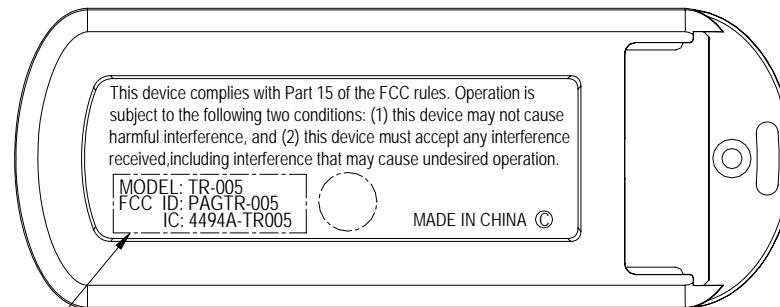 This device complies with Part 15 of the FCC rules. Operation is
subject to the following two conditions: (1) this device may not cause
harmful interference, and (2) this device must accept any interference
received,including interference that may cause undesired operation.
MODEL: TR-005
FCC ID: PAGTR-005
IC: 4494A-TR005
MADE IN CHINA ©